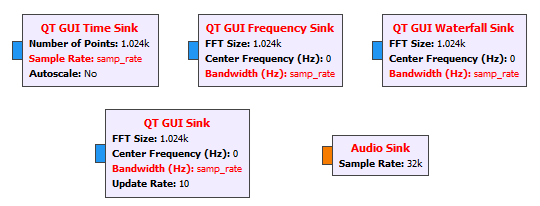 QT GUI Time Sink
Number of Points: 1.024k
Sample Rate: samp_rate
Autoscale: No
QT GUI Frequency Sink
FFT Size: 1.024k
Center Frequency (Hz): 0
Bandwidth (Hz): samp_rate
QT GUI Waterfall Sink
FFT Size: 1.024k
Center Frequency (Hz): 0
Bandwidth (Hz): samp_rate
QT GUI Sink
FFT Size: 1.024k
Center Frequency (Hz): 0
Bandwidth (Hz): samp_rate
Update Rate: 10
Audio Sink
Sample Rate: 32k